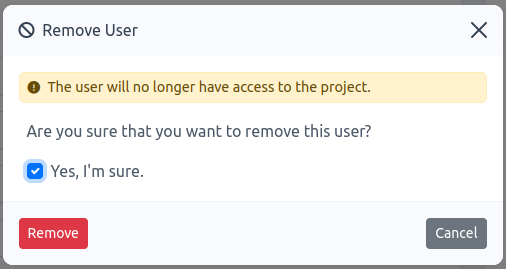 Remove User
The user will no longer have access to the project.
Are you sure that you want to remove this user?
Yes, I'm sure.
Remove
Cancel